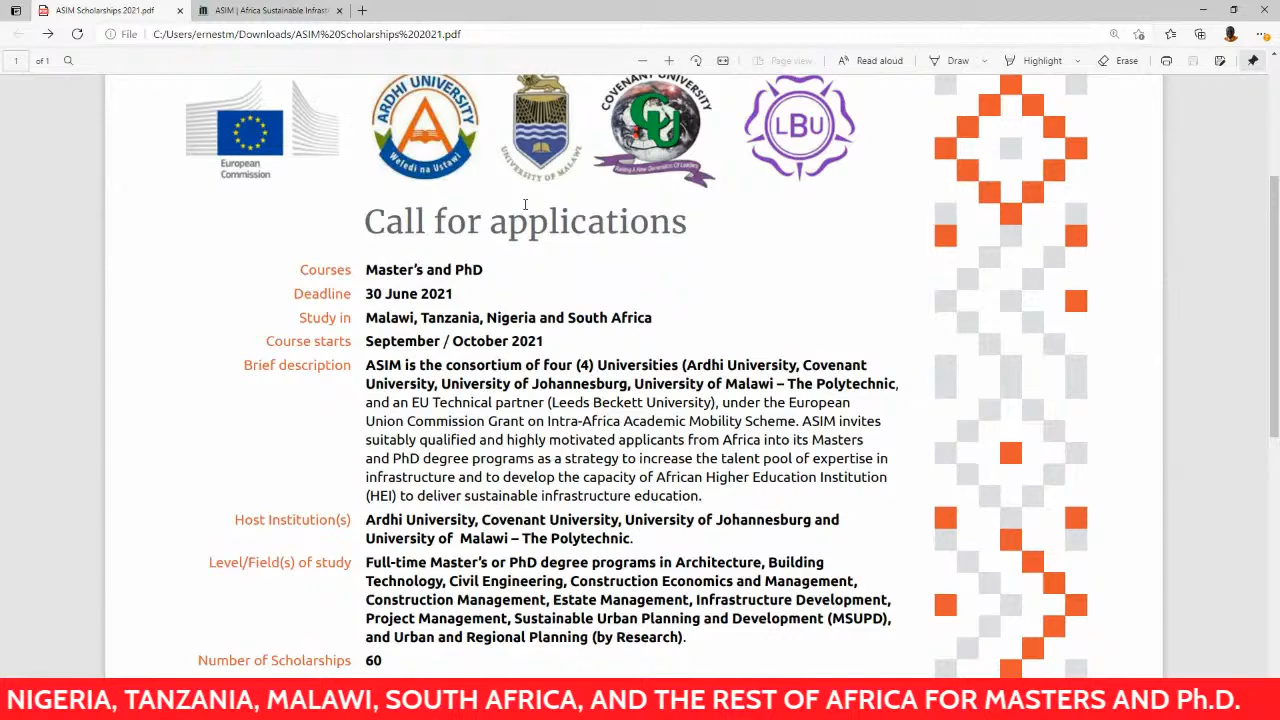 ASIM Scholarships 2021.pdf
ASIM | Africa Sustainable Infrast
File C:/Users/ernestm/Downloads/ASIM%20Scholarships%202021.pdf
1 of 1
Page view
Read aloud
Draw
Highlight
Erase
European
Commission
ARDHI UNIVERSITY
Weledi na Ustawi
UNIVERSITY OF MALAWI
COVENANT UNIVERSITY
CU
Raising A New Generation Of Leaders
LBU
Call for applications
Courses Master's and PhD
Deadline 30 June 2021
Study in Malawi, Tanzania, Nigeria and South Africa
Course starts September / October 2021
Brief description ASIM is the consortium of four (4) Universities (Ardhi University, Covenant
University, University of Johannesburg, University of Malawi – The Polytechnic,
and an EU Technical partner (Leeds Beckett University), under the European
Union Commission Grant on Intra-Africa Academic Mobility Scheme. ASIM invites
suitably qualified and highly motivated applicants from Africa into its Masters
and PhD degree programs as a strategy to increase the talent pool of expertise in
infrastructure and to develop the capacity of African Higher Education Institution
(HEI) to deliver sustainable infrastructure education.
Host Institution(s) Ardhi University, Covenant University, University of Johannesburg and
University of Malawi – The Polytechnic.
Level/Field(s) of study Full-time Master's or PhD degree programs in Architecture, Building
Technology, Civil Engineering, Construction Economics and Management,
Construction Management, Estate Management, Infrastructure Development,
Project Management, Sustainable Urban Planning and Development (MSUPD),
and Urban and Regional Planning (by Research).
Number of Scholarships 60
NIGERIA, TANZANIA, MALAWI, SOUTH AFRICA, AND THE REST OF AFRICA FOR MASTERS AND Ph.D.